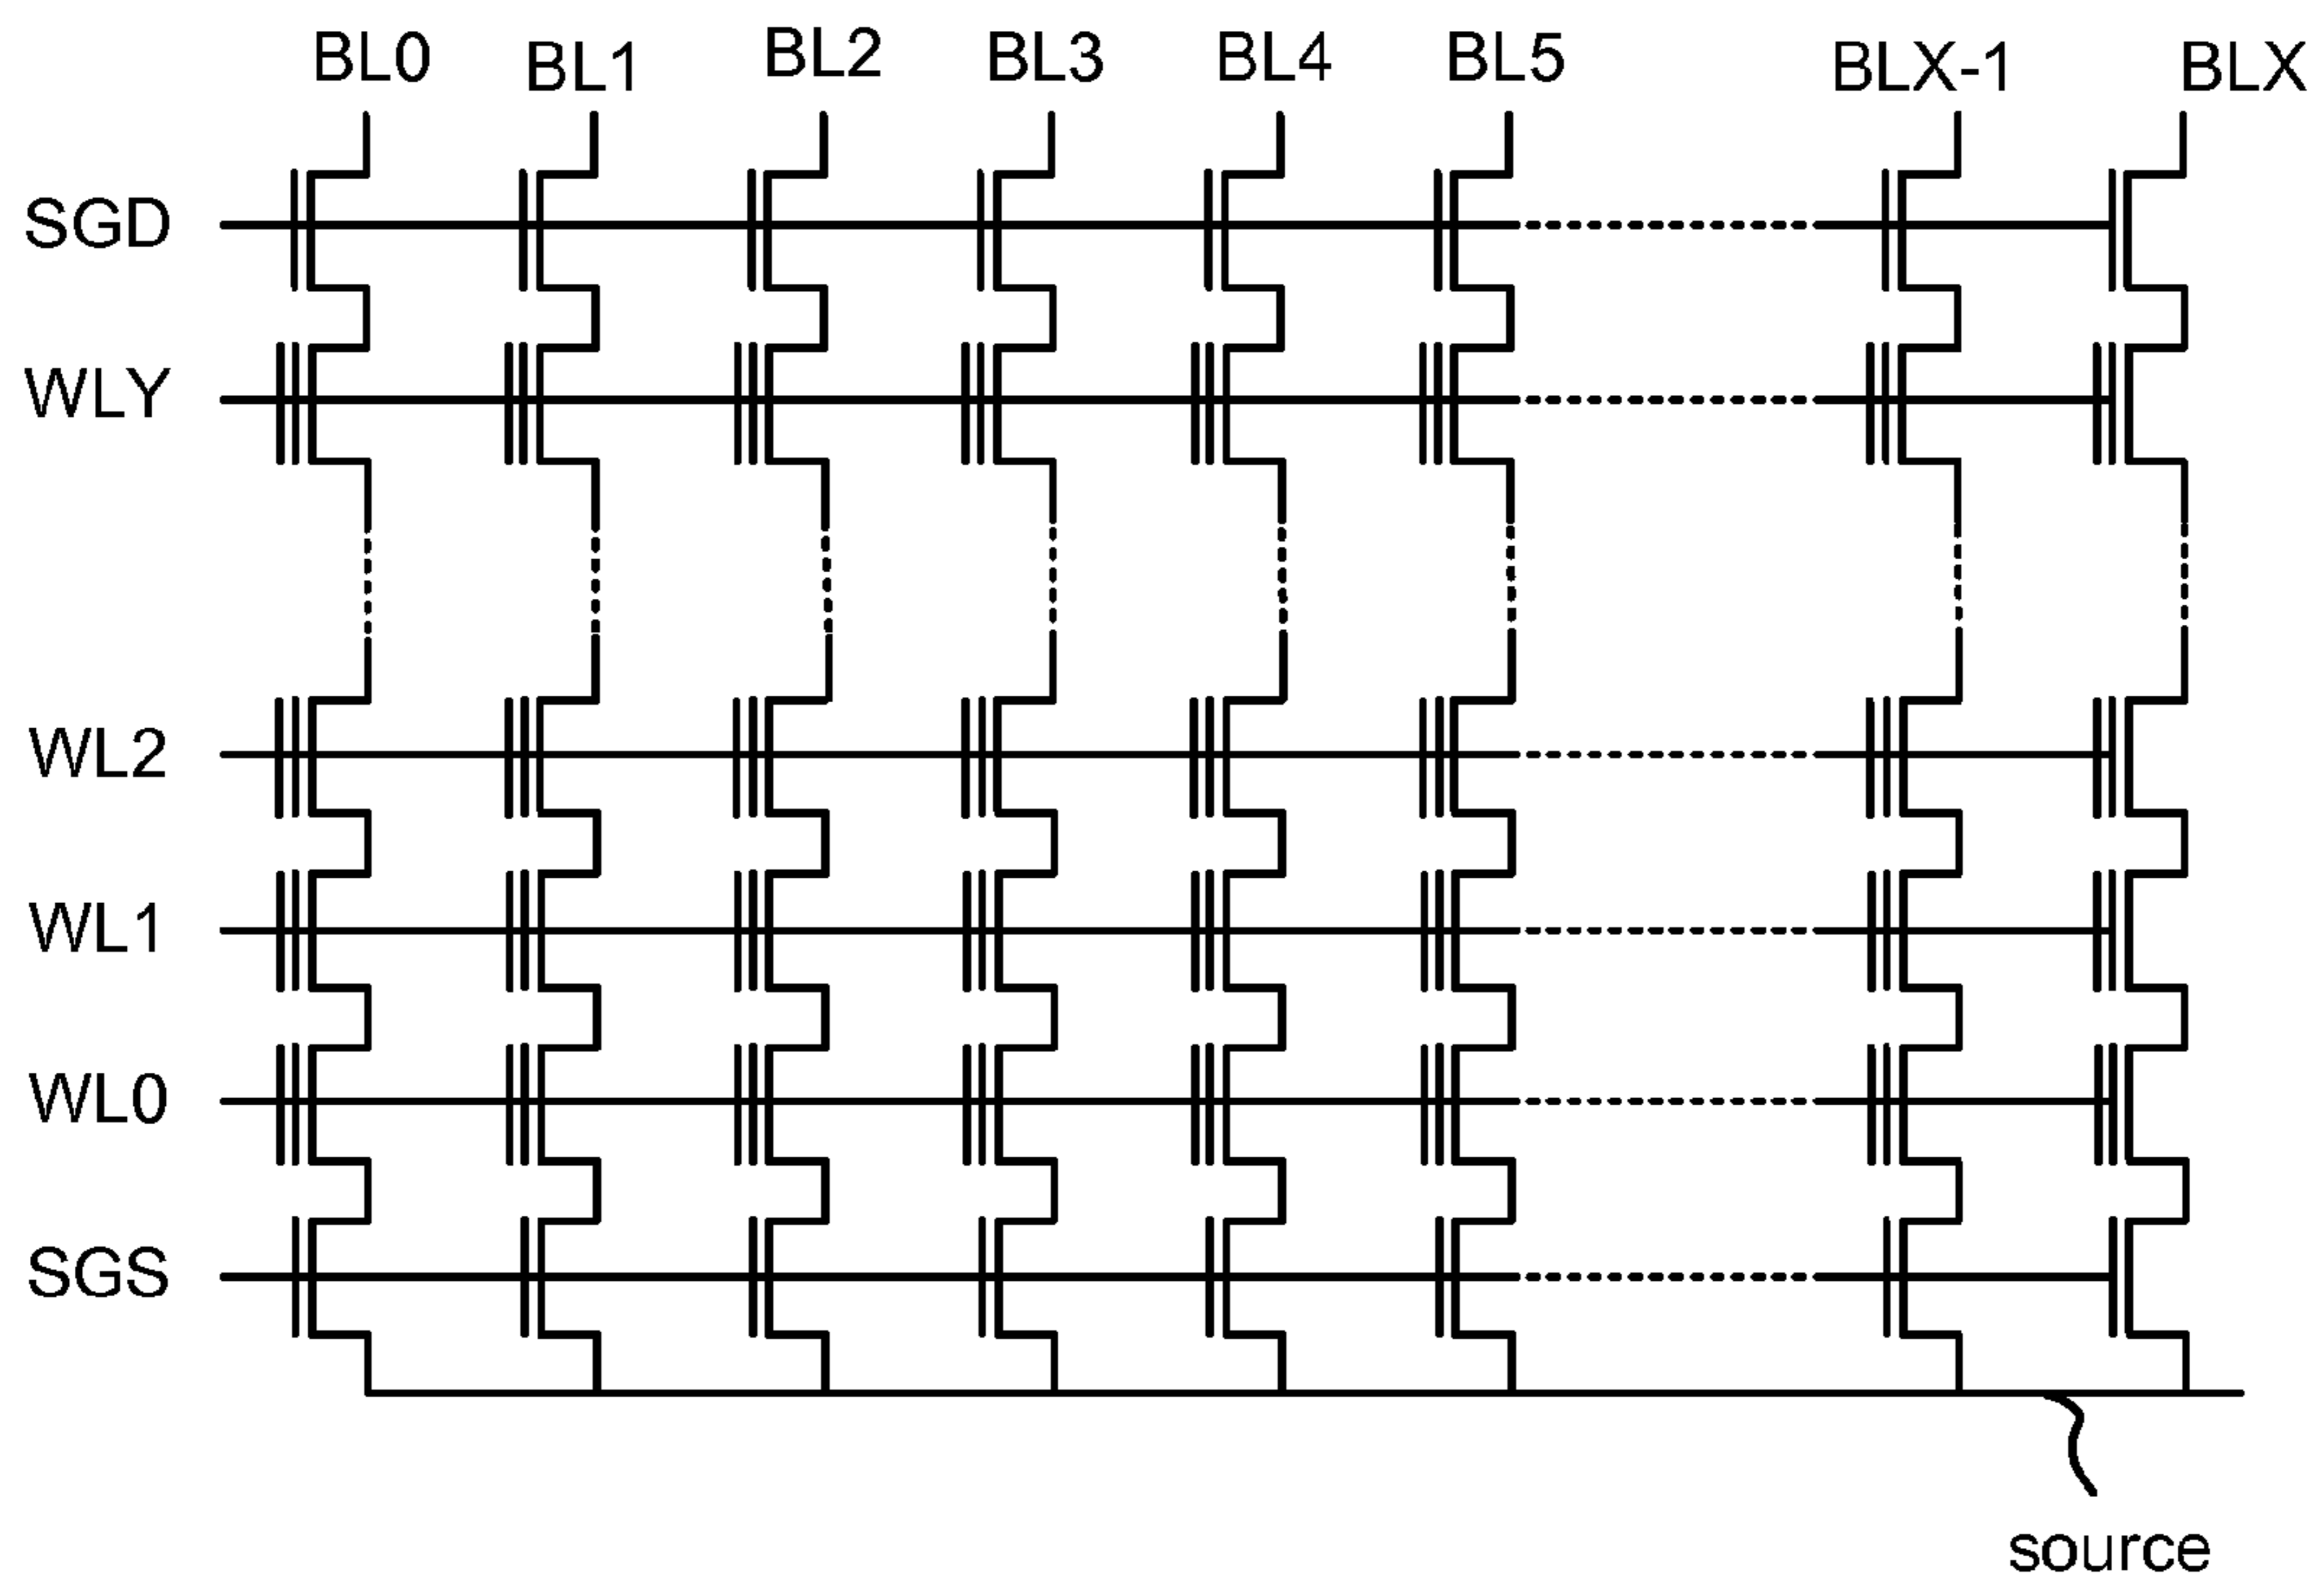 BL0 BL1 BL2 BL3 BL4 BL5 BLX-1 BLX
SGD
WLY
WL2
WL1
WL0
SGS
source